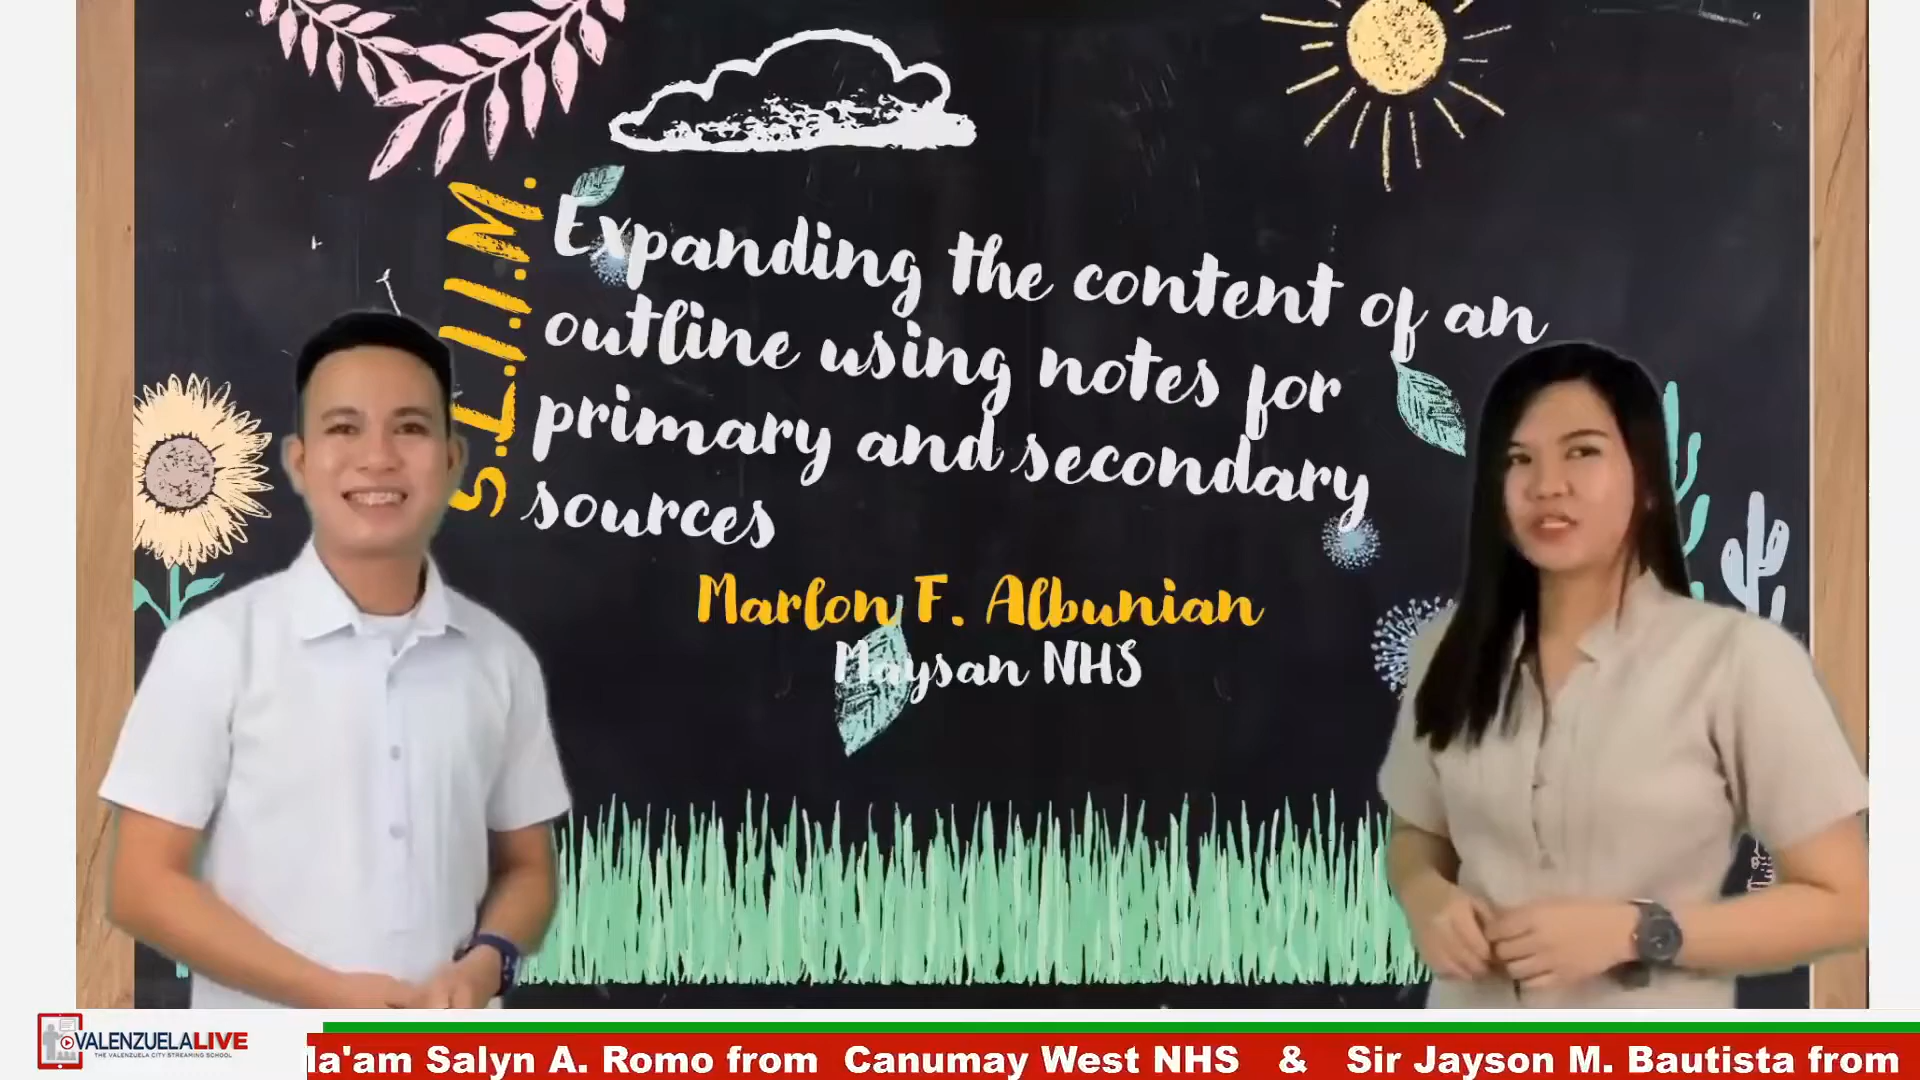 S.L.I.M.
Expanding the content of an
outline using notes for
primary and secondary
sources
Marlon F. Albunian
Maysan NHS
VALENZUELALIVE
THE VALENZUELA CITY STREAMING SCHOOL
Ma'am Salyn A. Romo from Canumay West NHS & Sir Jayson M. Bautista from